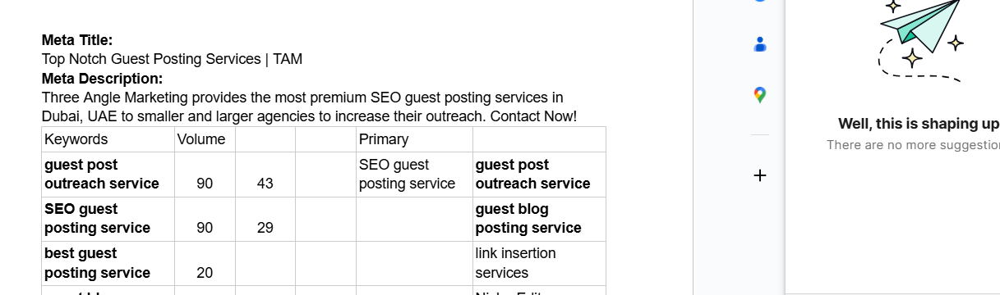 Meta Title:
Top Notch Guest Posting Services | TAM
Meta Description:
Three Angle Marketing provides the most premium SEO guest posting services in
Dubai, UAE to smaller and larger agencies to increase their outreach. Contact Now!
Keywords Volume Primary
guest post
outreach service 90 43 SEO guest
posting service guest post
outreach service
SEO guest
posting service 90 29 guest blog
posting service
best guest
posting service 20 link insertion
services
Well, this is shaping up
There are no more